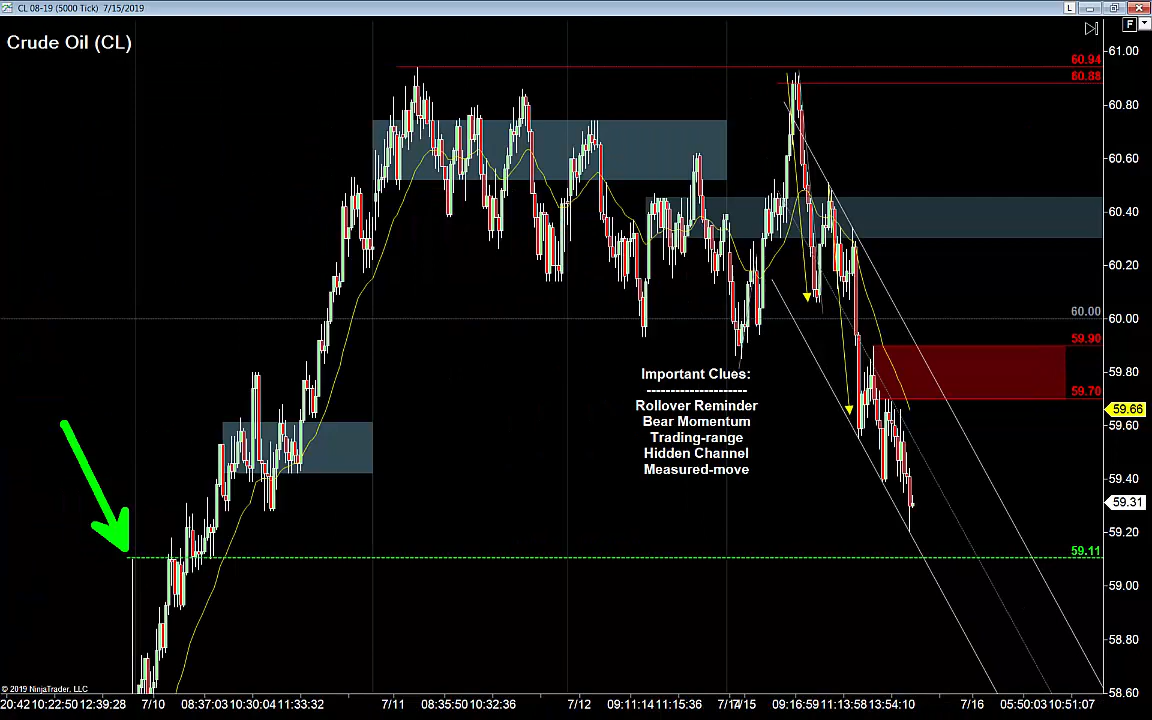 CL 08-19 (5000 Tick) 7/15/2019
L
F
Crude Oil (CL)
61.00
60.94
60.88
60.80
60.60
60.40
60.20
60.00
60.00
59.90
59.80
59.70
59.66
59.60
59.40
59.31
59.20
59.11
59.00
58.80
58.60
Important Clues:
----------------------
Rollover Reminder
Bear Momentum
Trading-range
Hidden Channel
Measured-move
© 2019 NinjaTrader, LLC
20:42 10:22:50 12:39:28 7/10 08:37:03 10:30:04 11:33:32 7/11 08:35:50 10:32:36 7/12 09:11:14 11:15:36 7/15 09:16:59 11:13:58 13:54:10 7/16 05:50:03 10:51:07